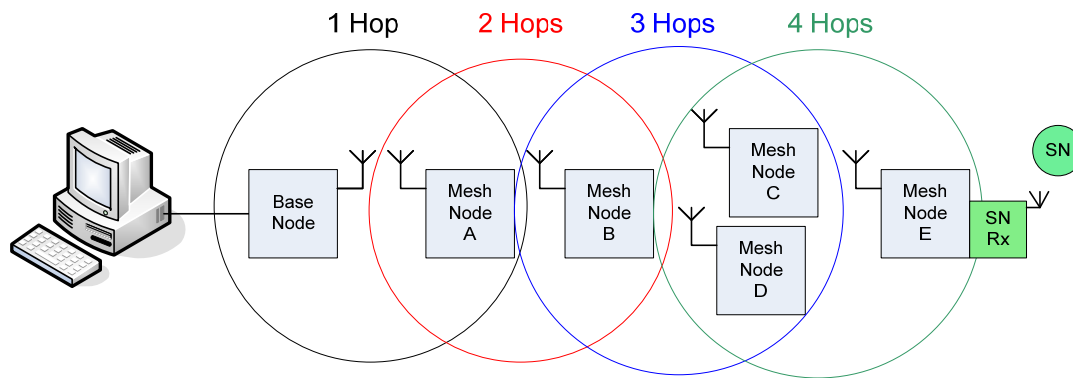 1 Hop
2 Hops
3 Hops
4 Hops
Base
Node
Mesh
Node
A
Mesh
Node
B
Mesh
Node
C
Mesh
Node
D
Mesh
Node
E
SN
Rx
SN